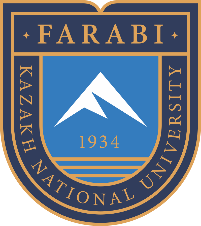 · FARABI ·
KAZAKH NATIONAL UNIVERSITY
1934